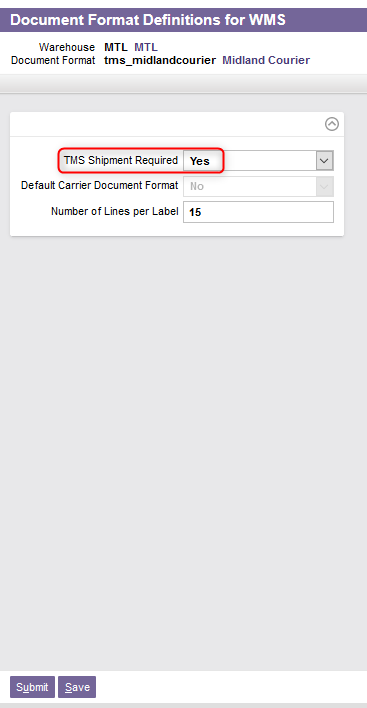 Document Format Definitions for WMS
Warehouse MTL MTL
Document Format tms_midlandcourier Midland Courier
TMS Shipment Required Yes
Default Carrier Document Format No
Number of Lines per Label 15
Submit Save